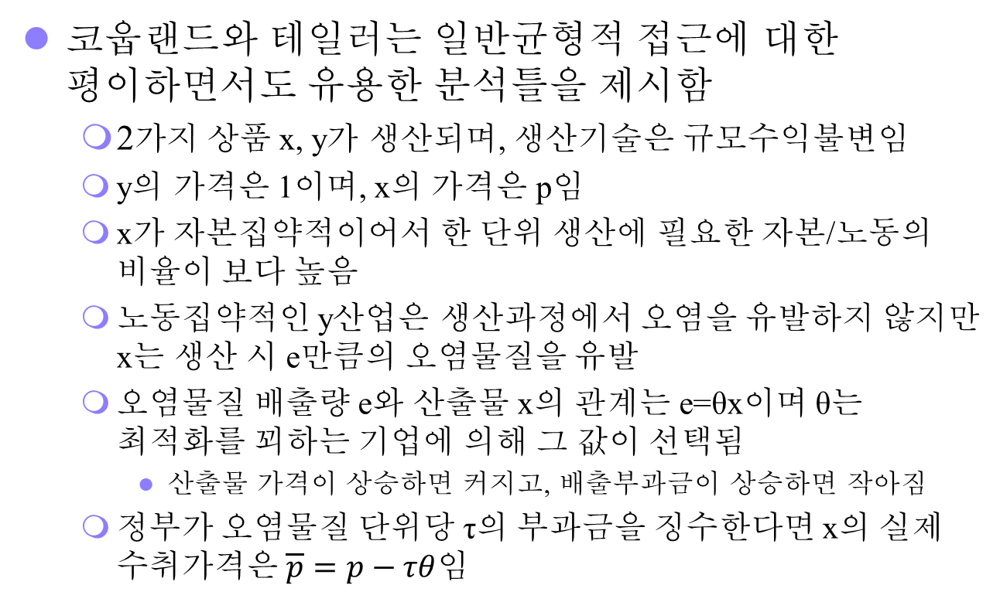 ● 코웁랜드와 테일러는 일반균형적 접근에 대한
평이하면서도 유용한 분석틀을 제시함
❍ 2가지 상품 x, y가 생산되며, 생산기술은 규모수익불변임
❍ y의 가격은 1이며, x의 가격은 p임
❍ x가 자본집약적이어서 한 단위 생산에 필요한 자본/노동의
비율이 보다 높음
❍ 노동집약적인 y산업은 생산과정에서 오염을 유발하지 않지만
x는 생산 시 e만큼의 오염물질을 유발
❍ 오염물질 배출량 e와 산출물 x의 관계는 e=θx이며 θ는
최적화를 꾀하는 기업에 의해 그 값이 선택됨
● 산출물 가격이 상승하면 커지고, 배출부과금이 상승하면 작아짐
❍ 정부가 오염물질 단위당 τ의 부과금을 징수한다면 x의 실제
수취가격은 p̅ = p − τθ임